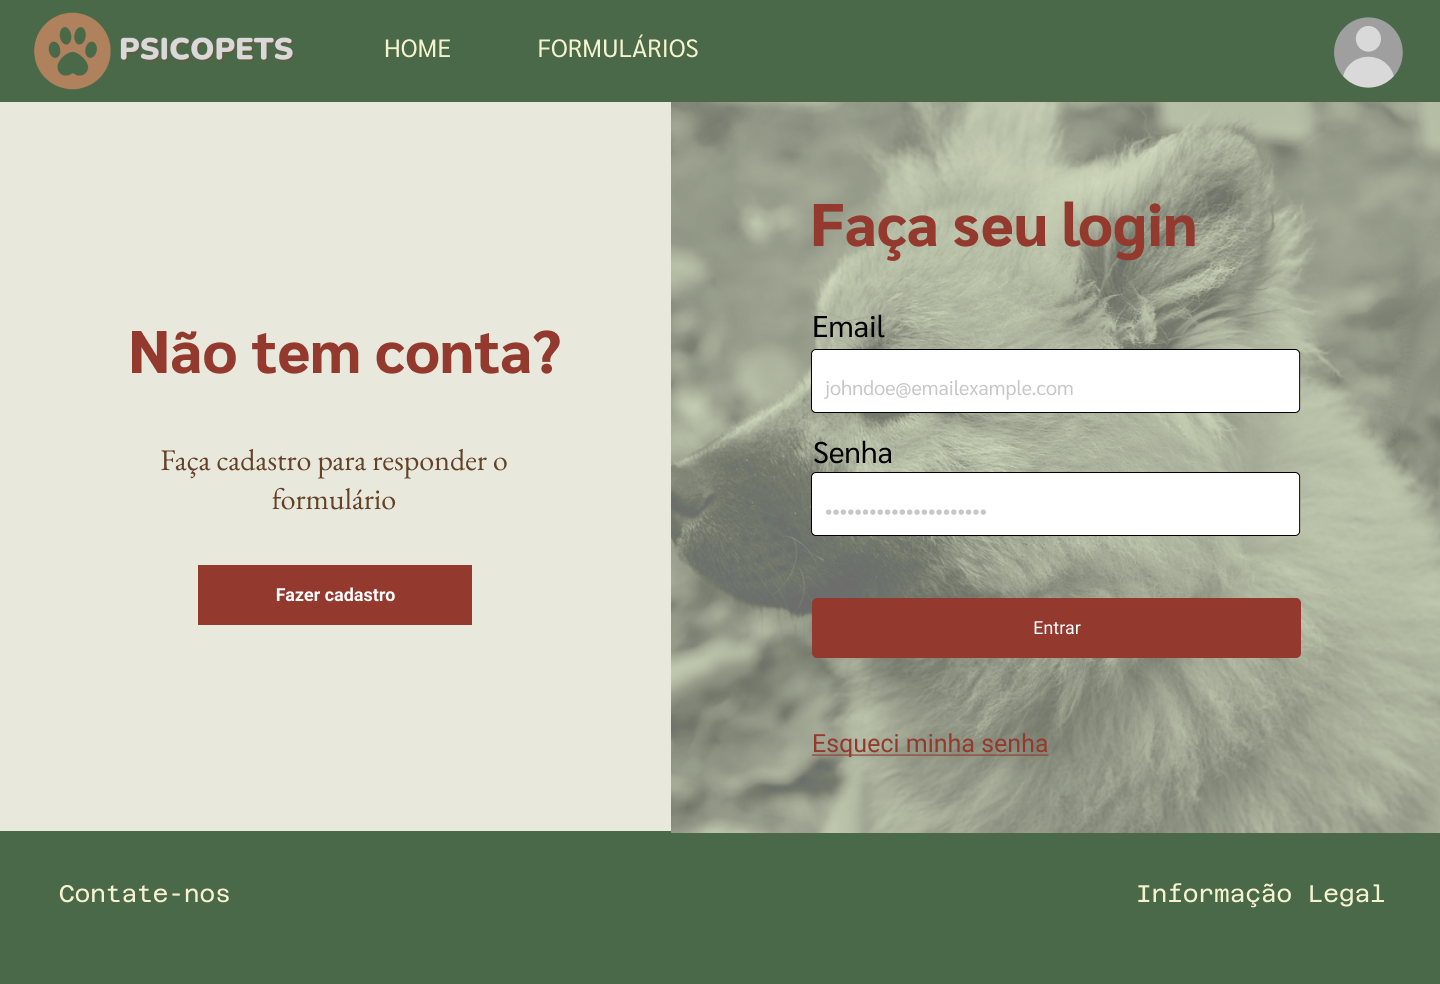 PSICOPETS
HOME
FORMULÁRIOS
Não tem conta?
Faça cadastro para responder o
formulário
Fazer cadastro
Faça seu login
Email
johndoe@emailexample.com
Senha
••••••••••••••••••••••
Entrar
Esqueci minha senha
Contate-nos
Informação Legal